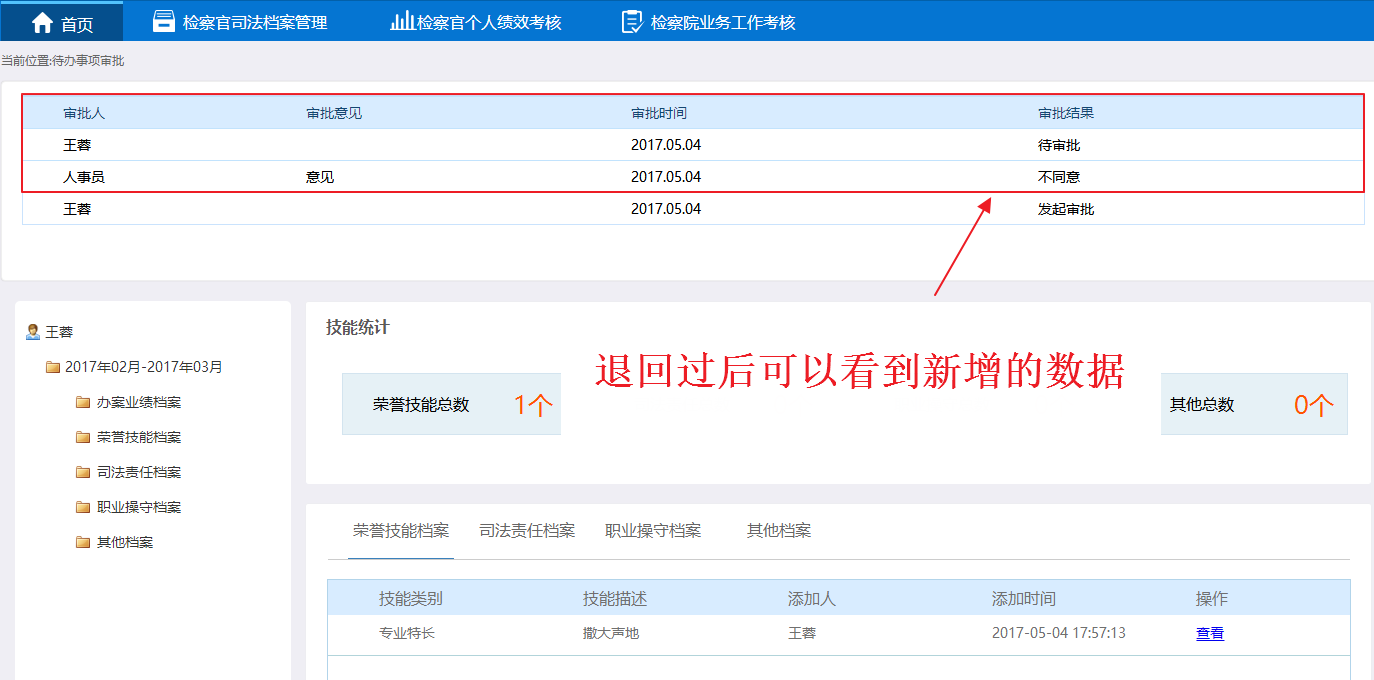 首页 检察官司法档案管理 检察官个人绩效考核 检察院业务工作考核
当前位置:待办事项审批
审批人 审批意见 审批时间 审批结果
王蓉 2017.05.04 待审批
人事员 意见 2017.05.04 不同意
王蓉 2017.05.04 发起审批
王蓉
2017年02月-2017年03月
办案业绩档案
荣誉技能档案
司法责任档案
职业操守档案
其他档案
技能统计
退回过后可以看到新增的数据
荣誉技能总数 1个 其他总数 0个
荣誉技能档案 司法责任档案 职业操守档案 其他档案
技能类别 技能描述 添加人 添加时间 操作
专业特长 撒大声地 王蓉 2017-05-04 17:57:13 查看